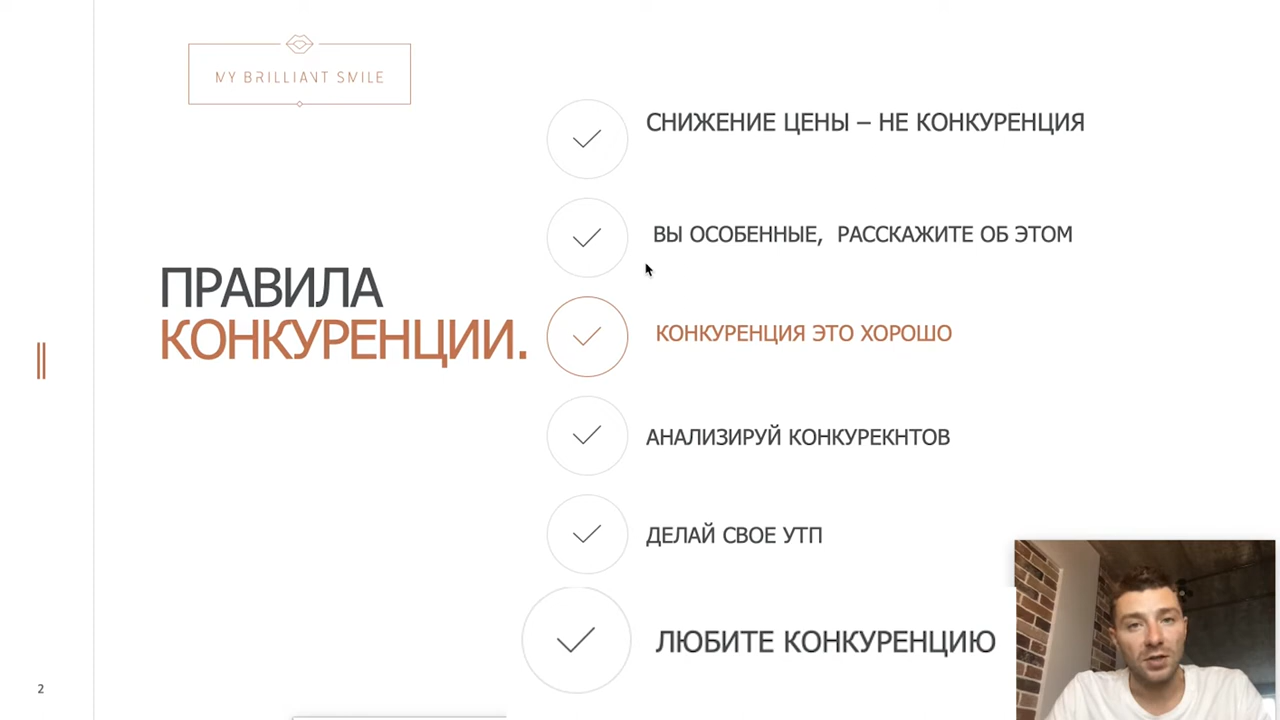 MY BRILLIANT SMILE
ПРАВИЛА
КОНКУРЕНЦИИ.
СНИЖЕНИЕ ЦЕНЫ – НЕ КОНКУРЕНЦИЯ
ВЫ ОСОБЕННЫЕ, РАССКАЖИТЕ ОБ ЭТОМ
КОНКУРЕНЦИЯ ЭТО ХОРОШО
АНАЛИЗИРУЙ КОНКУРЕКНТОВ
ДЕЛАЙ СВОЕ УТП
ЛЮБИТЕ КОНКУРЕНЦИЮ
2